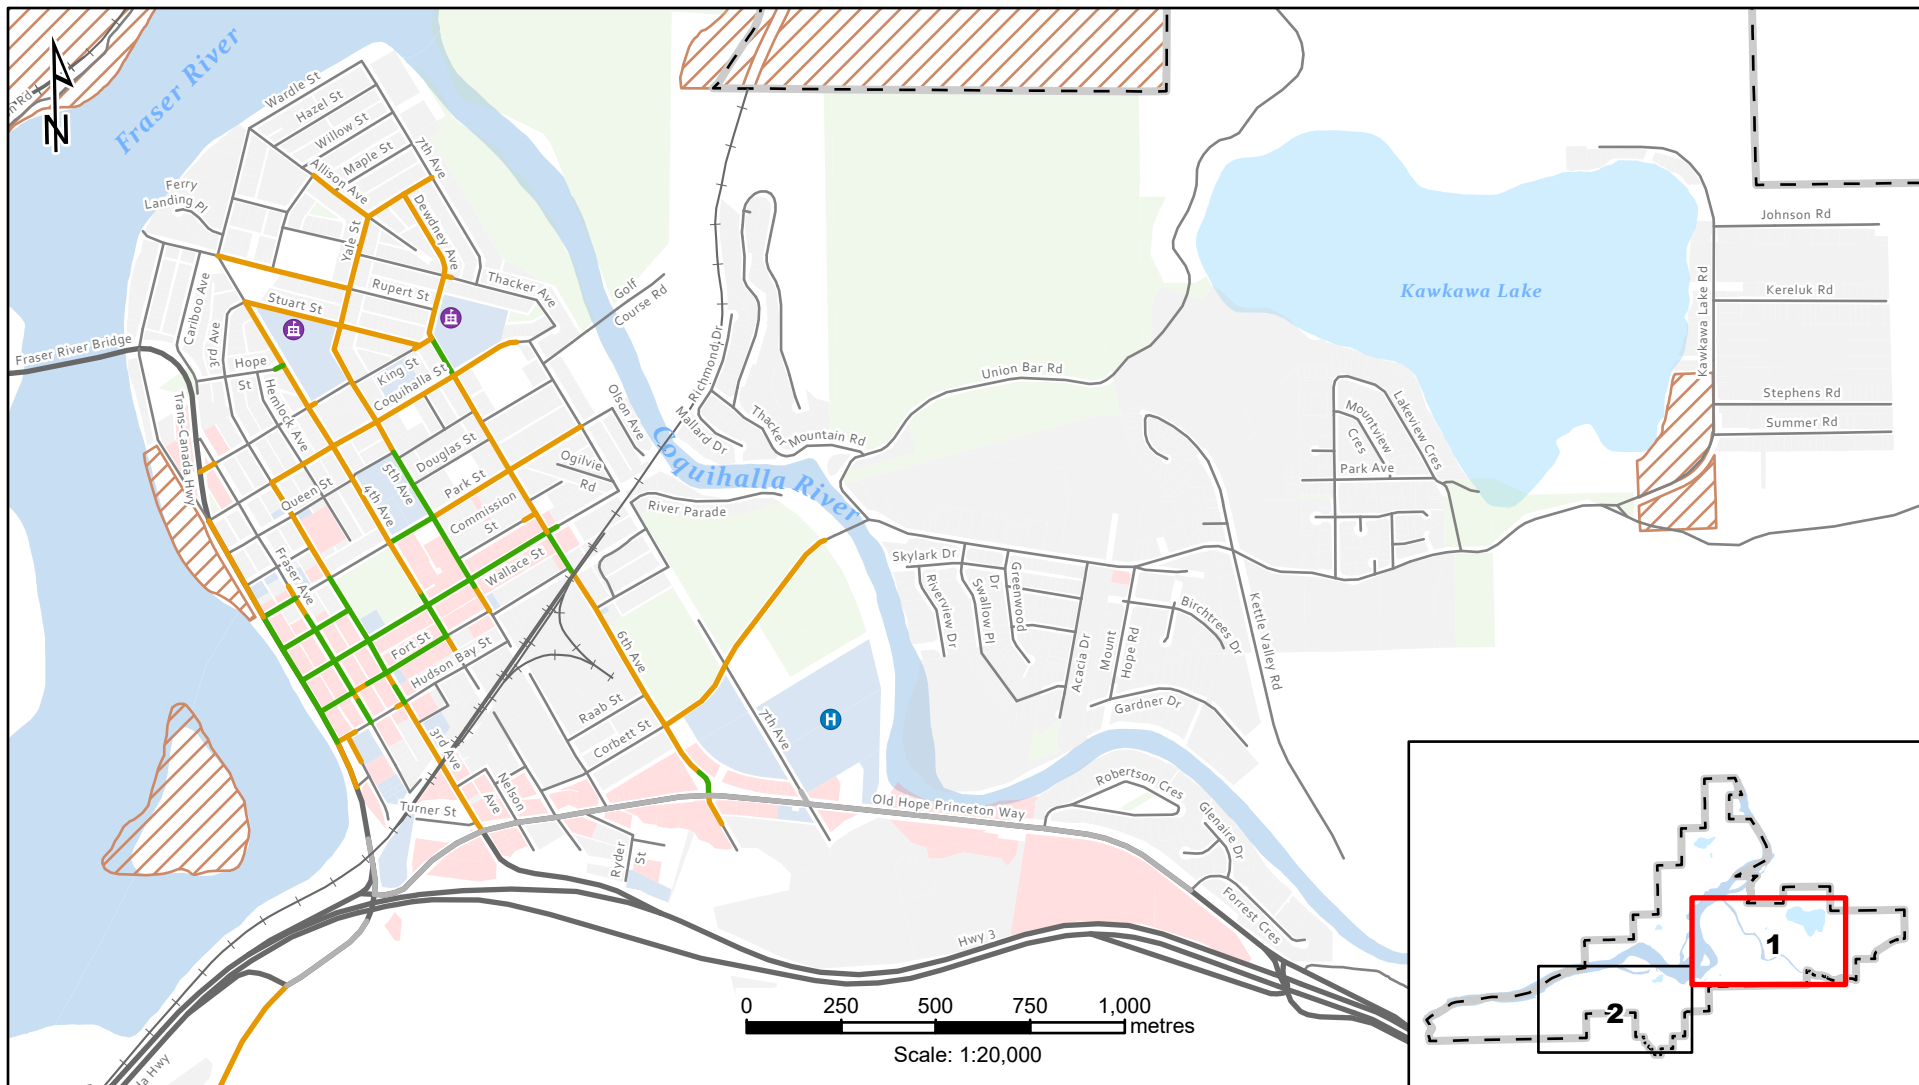 Fraser River
n Rd
N
Wardle St
Hazel St
Willow St
Maple St
Allison Ave
7th Ave
Ferry
Landing Pl
Dewdney Ave
Yale St
Cariboo Ave
Stuart St
Rupert St
Thacker Ave
Golf
Course Rd
Fraser River Bridge
3rd Ave
Hope
St
Hemlock Ave
King St
Coquihalla St
Trans-Canada Hwy
Queen St
4th Ave
5th Ave
Douglas St
Park St
Commission
St
Ogilvie
Rd
Olson Ave
Richmond Dr
Mallard Dr
Thacker
Mountain Rd
Coquihalla River
River Parade
Union Bar Rd
Kawkawa Lake
Kawkawa Lake Rd
Johnson Rd
Kereluk Rd
Stephens Rd
Summer Rd
Lakeview Cres
Mountview
Cres
Park Ave
Fraser Ave
Wallace St
Fort St
Hudson Bay St
6th Ave
Raab St
Corbett St
7th Ave
H
3rd Ave
Nelson
Ave
Turner St
Ryder
St
Old Hope Princeton Way
Skylark Dr
Riverview Dr
Swallow Pl
Greenwood
Dr
Acacia Dr
Mount
Hope Rd
Birchtrees Dr
Gardner Dr
Kettle Valley Rd
Robertson Cres
Glenaire Dr
Forrest Cres
Hwy 3
da Hwy
0 250 500 750 1,000
metres
Scale: 1:20,000
1
2